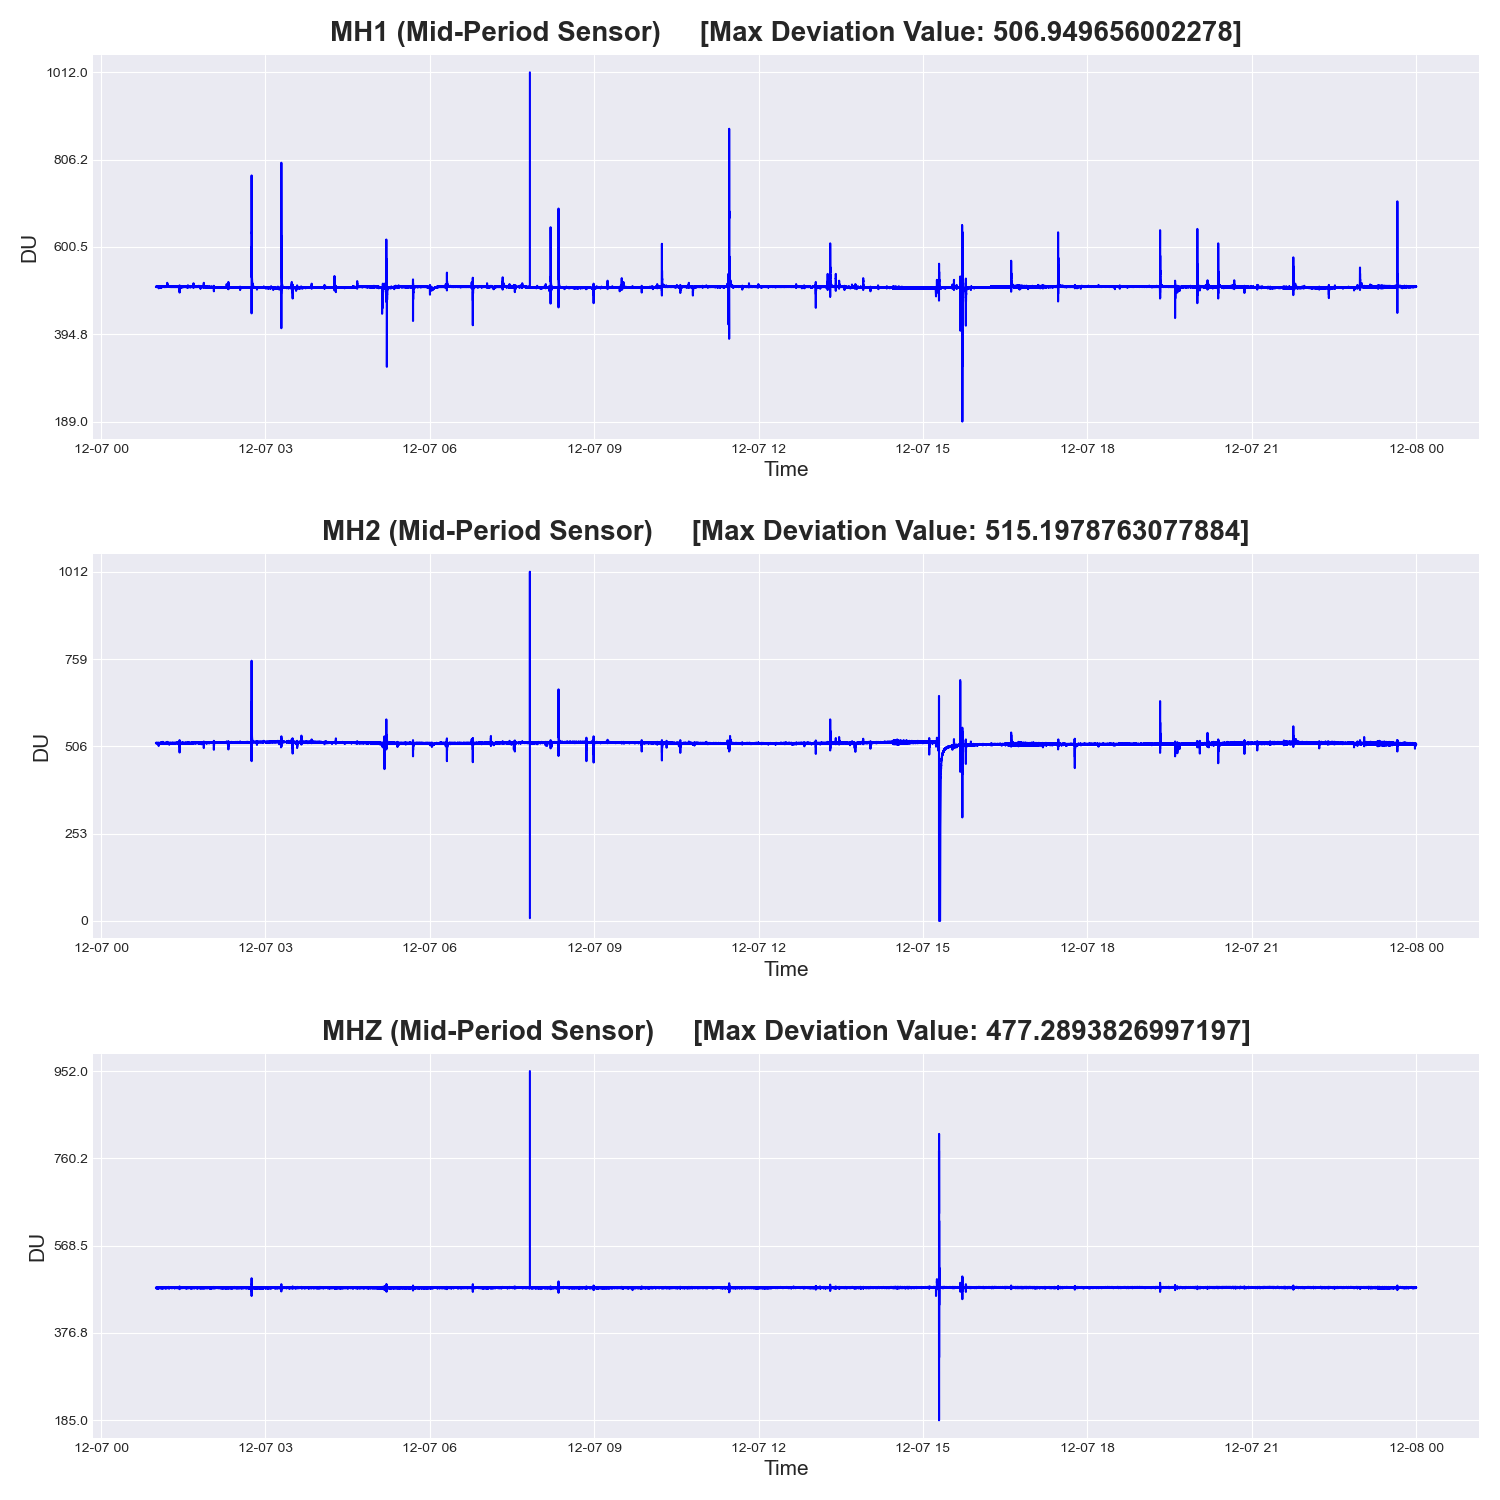 MH1 (Mid-Period Sensor) [Max Deviation Value: 506.949656002278]
1012.0
806.2
600.5
394.8
189.0
DU
12-07 00 12-07 03 12-07 06 12-07 09 12-07 12 12-07 15 12-07 18 12-07 21 12-08 00
Time
MH2 (Mid-Period Sensor) [Max Deviation Value: 515.1978763077884]
1012
759
506
253
0
DU
12-07 00 12-07 03 12-07 06 12-07 09 12-07 12 12-07 15 12-07 18 12-07 21 12-08 00
Time
MHZ (Mid-Period Sensor) [Max Deviation Value: 477.2893826997197]
952.0
760.2
568.5
376.8
185.0
DU
12-07 00 12-07 03 12-07 06 12-07 09 12-07 12 12-07 15 12-07 18 12-07 21 12-08 00
Time